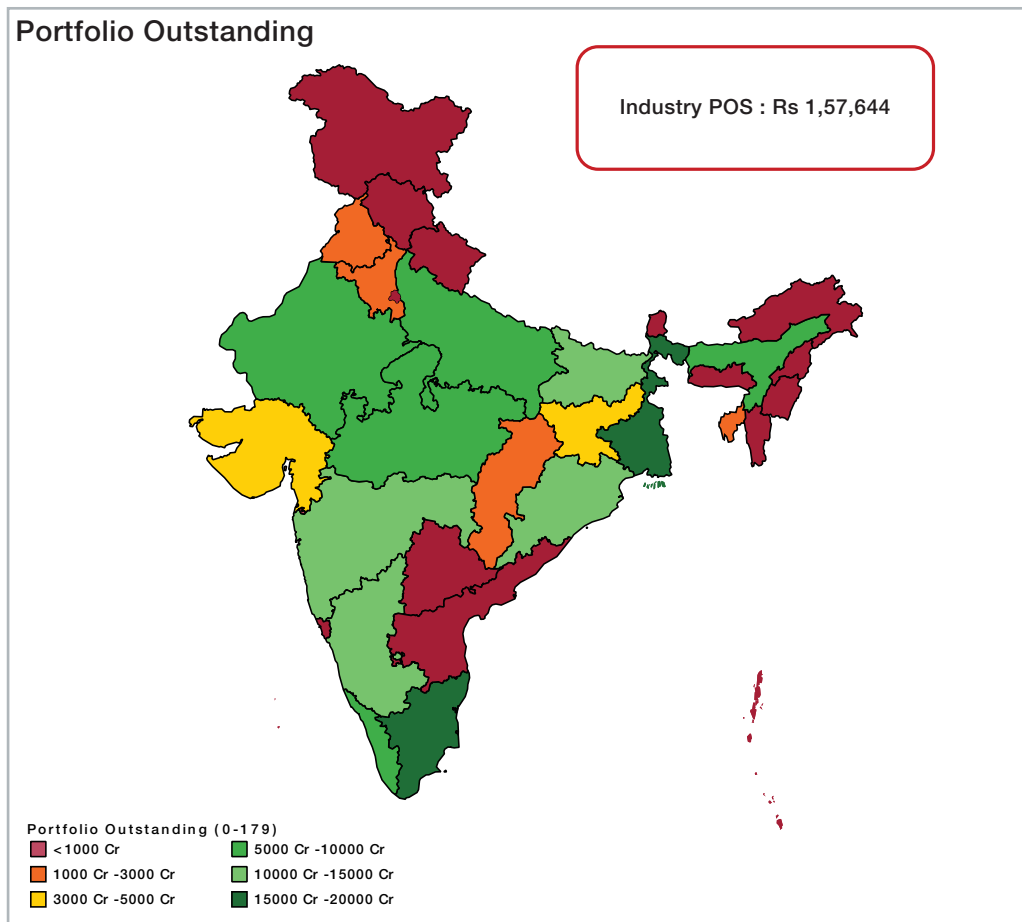 Portfolio Outstanding
Industry POS : Rs 1,57,644
Portfolio Outstanding (0-179)
<1000 Cr
1000 Cr -3000 Cr
3000 Cr -5000 Cr
5000 Cr -10000 Cr
10000 Cr -15000 Cr
15000 Cr -20000 Cr